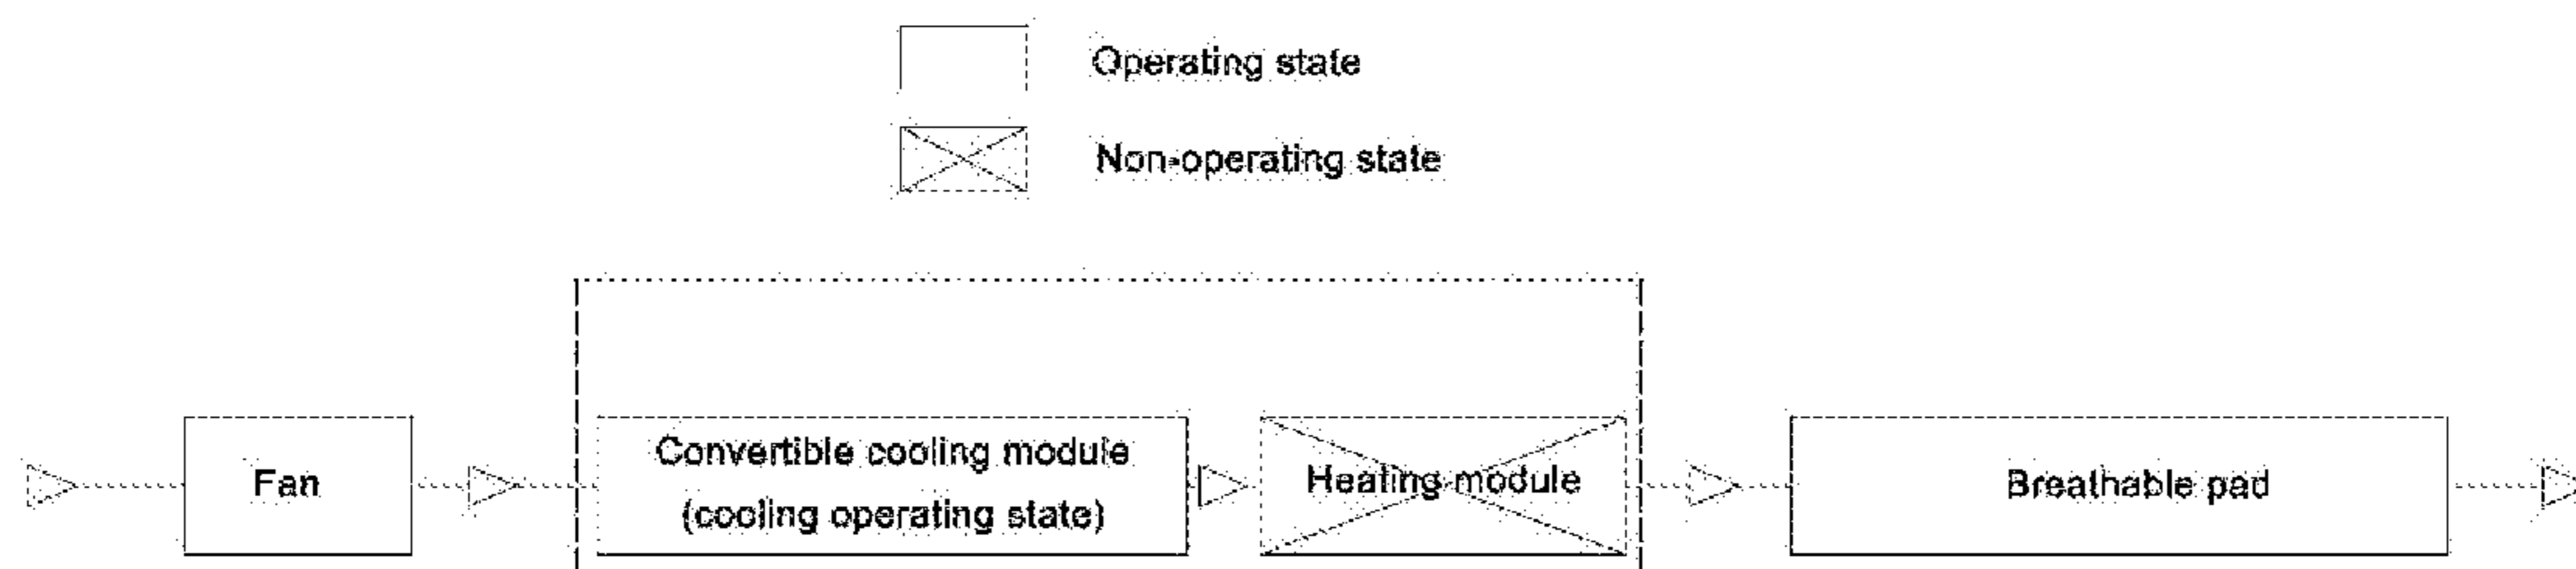 Operating state
Non-operating state
Fan
Convertible cooling module
(cooling operating state)
Heating module
Breathable pad